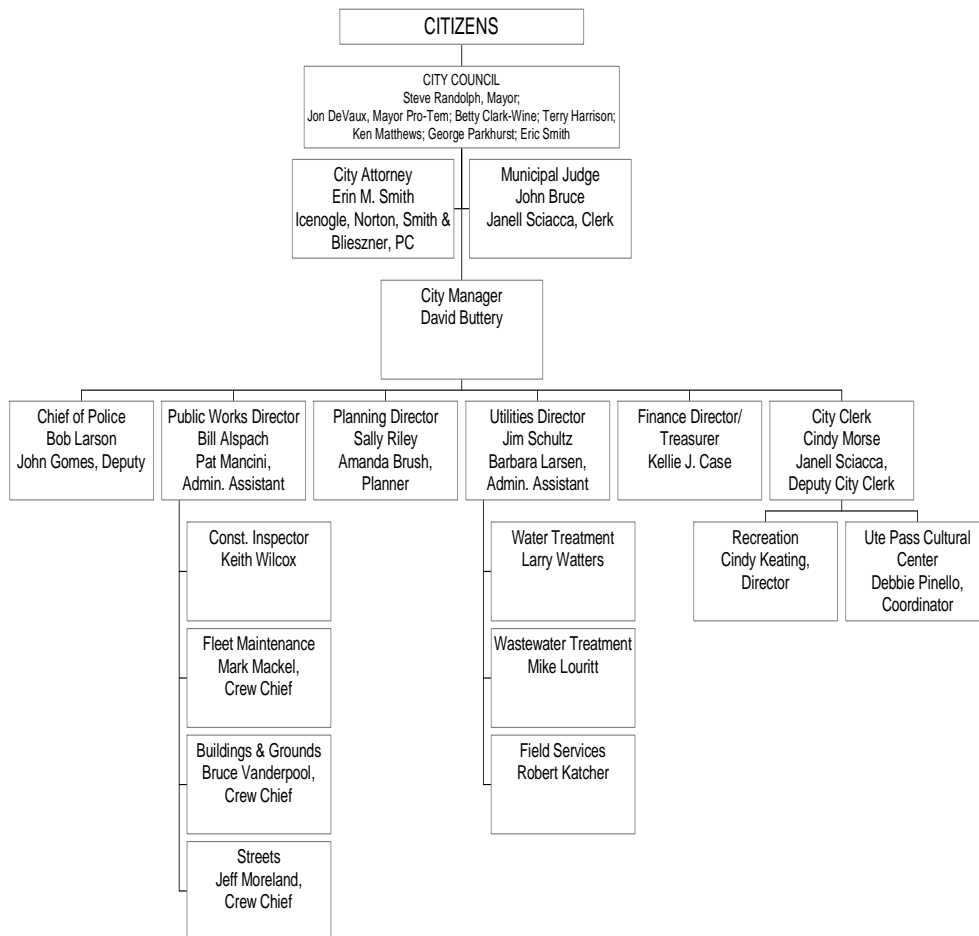 CITIZENS
CITY COUNCIL
Steve Randolph, Mayor;
Jon DeVaux, Mayor Pro-Tem; Betty Clark-Wine; Terry Harrison;
Ken Matthews; George Parkhurst; Eric Smith
City Attorney
Erin M. Smith
Icenogle, Norton, Smith &
Blieszner, PC
Municipal Judge
John Bruce
Janell Sciacca, Clerk
City Manager
David Buttery
Chief of Police
Bob Larson
John Gomes, Deputy
Public Works Director
Bill Alspach
Pat Mancini,
Admin. Assistant
Planning Director
Sally Riley
Amanda Brush,
Planner
Utilities Director
Jim Schultz
Barbara Larsen,
Admin. Assistant
Finance Director/
Treasurer
Kellie J. Case
City Clerk
Cindy Morse
Janell Sciacca,
Deputy City Clerk
Const. Inspector
Keith Wilcox
Fleet Maintenance
Mark Mackel,
Crew Chief
Buildings & Grounds
Bruce Vanderpool,
Crew Chief
Streets
Jeff Moreland,
Crew Chief
Water Treatment
Larry Watters
Wastewater Treatment
Mike Louritt
Field Services
Robert Katcher
Recreation
Cindy Keating,
Director
Ute Pass Cultural
Center
Debbie Pinello,
Coordinator